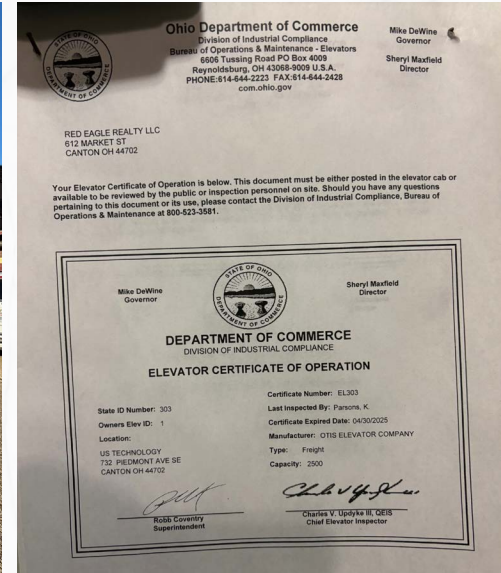 Ohio Department of Commerce
Division of Industrial Compliance
Bureau of Operations & Maintenance - Elevators
6606 Tussing Road PO Box 4009
Reynoldsburg, OH 43068-9009 U.S.A.
PHONE:614-644-2223 FAX:614-644-2428
com.ohio.gov
Mike DeWine
Governor
Sheryl Maxfield
Director
DEPARTMENT OF COMMERCE
RED EAGLE REALTY LLC
612 MARKET ST
CANTON OH 44702
Your Elevator Certificate of Operation is below. This document must be either posted in the elevator cab or
available to be reviewed by the public or inspection personnel on site. Should you have any questions
pertaining to this document or its use, please contact the Division of Industrial Compliance, Bureau of
Operations & Maintenance at 800-523-3581.
Mike DeWine
Governor
STATE OF OHIO
DEPARTMENT OF COMMERCE
Sheryl Maxfield
Director
DEPARTMENT OF COMMERCE
DIVISION OF INDUSTRIAL COMPLIANCE
ELEVATOR CERTIFICATE OF OPERATION
State ID Number: 303
Owners Elev ID: 1
Location:
US TECHNOLOGY
732 PIEDMONT AVE SE
CANTON OH 44702
Certificate Number: EL303
Last Inspected By: Parsons, K.
Certificate Expired Date: 04/30/2025
Manufacturer: OTIS ELEVATOR COMPANY
Type: Freight
Capacity: 2500
Robb Coventry
Superintendent
Charles V. Updyke III, QEIS
Chief Elevator Inspector